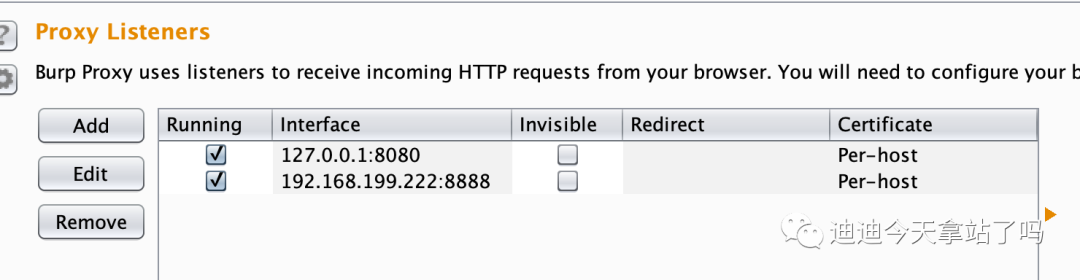 ?
Proxy Listeners
Burp Proxy uses listeners to receive incoming HTTP requests from your browser. You will need to configure your b
Add
Edit
Remove
Running Interface Invisible Redirect Certificate
127.0.0.1:8080 Per-host
192.168.199.222:8888 Per-host
迪迪今天拿站了吗